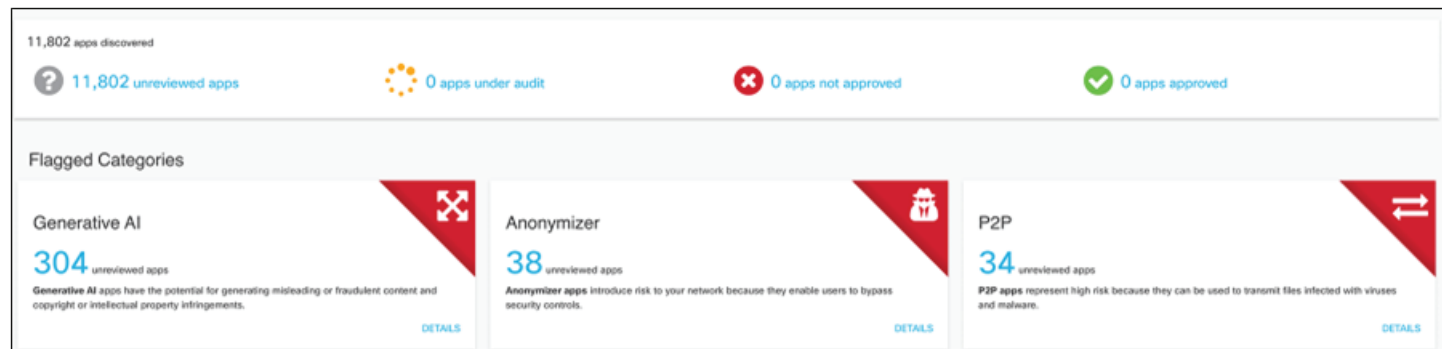 11,802 apps discovered
11,802 unreviewed apps
0 apps under audit
0 apps not approved
0 apps approved
Flagged Categories
Generative AI
304 unreviewed apps
Generative AI apps have the potential for generating misleading or fraudulent content and
copyright or intellectual property infringements.
DETAILS
Anonymizer
38 unreviewed apps
Anonymizer apps introduce risk to your network because they enable users to bypass
security controls.
DETAILS
P2P
34 unreviewed apps
P2P apps represent high risk because they can be used to transmit files infected with viruses
and malware.
DETAILS